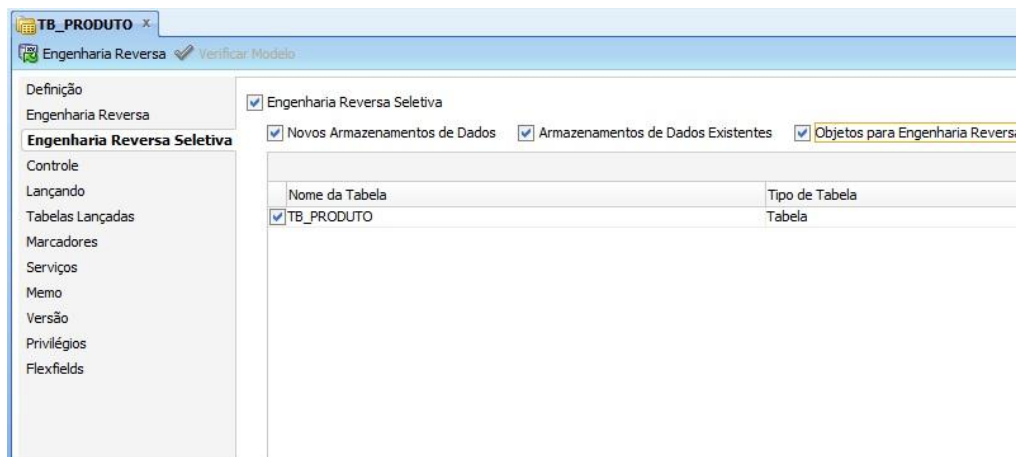 TB_PRODUTO x
Engenharia Reversa Verificar Modelo
Definição
Engenharia Reversa
Engenharia Reversa Seletiva
Controle
Lançando
Tabelas Lançadas
Marcadores
Serviços
Memo
Versão
Privilégios
Flexfields
Engenharia Reversa Seletiva
Novos Armazenamentos de Dados Armazenamentos de Dados Existentes Objetos para Engenharia Reversa
Nome da Tabela Tipo de Tabela
TB_PRODUTO Tabela